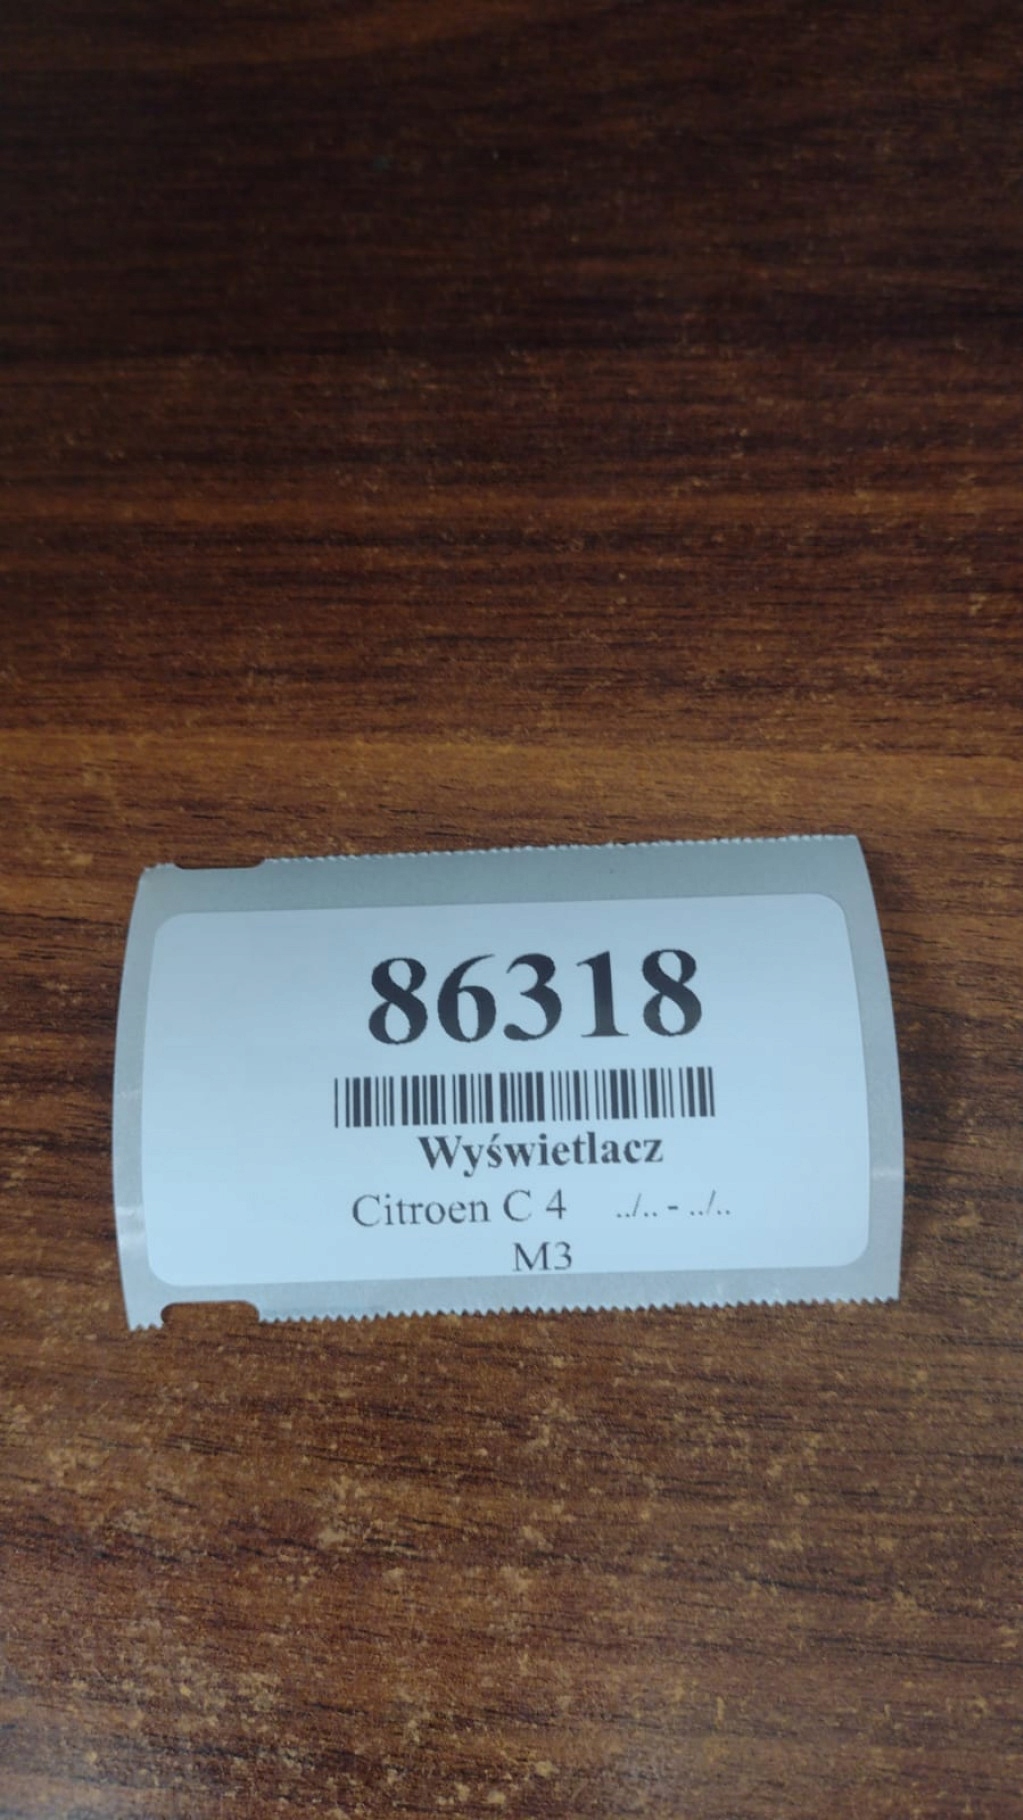 86318
Wyświetlacz
Citroen C 4 ../.. - ../..
M3